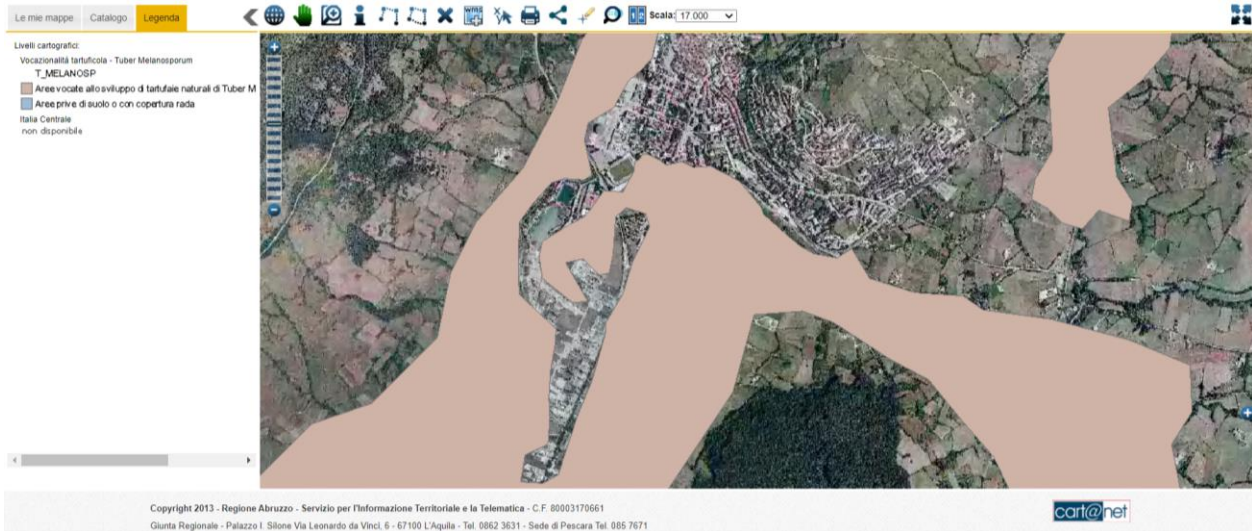 Le mie mappe Catalogo Legenda
WMS
1 2
Scala: 17.000
Livelli cartografici:
Vocazionalità tartuficola - Tuber Melanosporum
T_MELANOSP
Aree vocate allo sviluppo di tartufaie naturali di Tuber M
Aree prive di suolo o con copertura rada
Italia Centrale
non disponibile
Copyright 2013 - Regione Abruzzo - Servizio per l'Informazione Territoriale e la Telematica - C.F. 80003170661
Giunta Regionale - Palazzo I. Silone Via Leonardo da Vinci, 6 - 67100 L'Aquila - Tel. 0862 3631 - Sede di Pescara Tel. 085 7671
cart@net